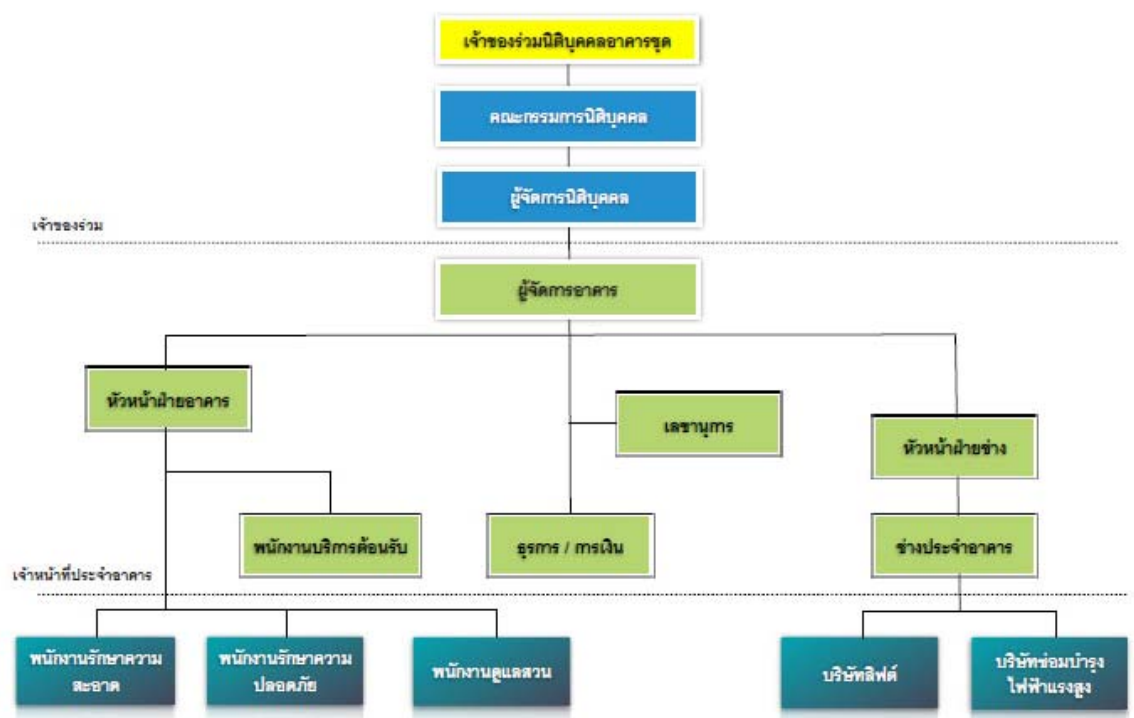 เจ้าของร่วมนิติบุคคลอาคารชุด
คณะกรรมการนิติบุคคล
ผู้จัดการนิติบุคคล
เจ้าของร่วม
ผู้จัดการอาคาร
หัวหน้าฝ่ายอาคาร
เลขานุการ
หัวหน้าฝ่ายช่าง
พนักงานบริการต้อนรับ
ธุรการ / การเงิน
ช่างประจำอาคาร
เจ้าหน้าที่ประจำอาคาร
พนักงานรักษาความ
สะอาด
พนักงานรักษาความ
ปลอดภัย
พนักงานดูแลสวน
บริษัทลิฟต์
บริษัทซ่อมบำรุง
ไฟฟ้าแรงสูง